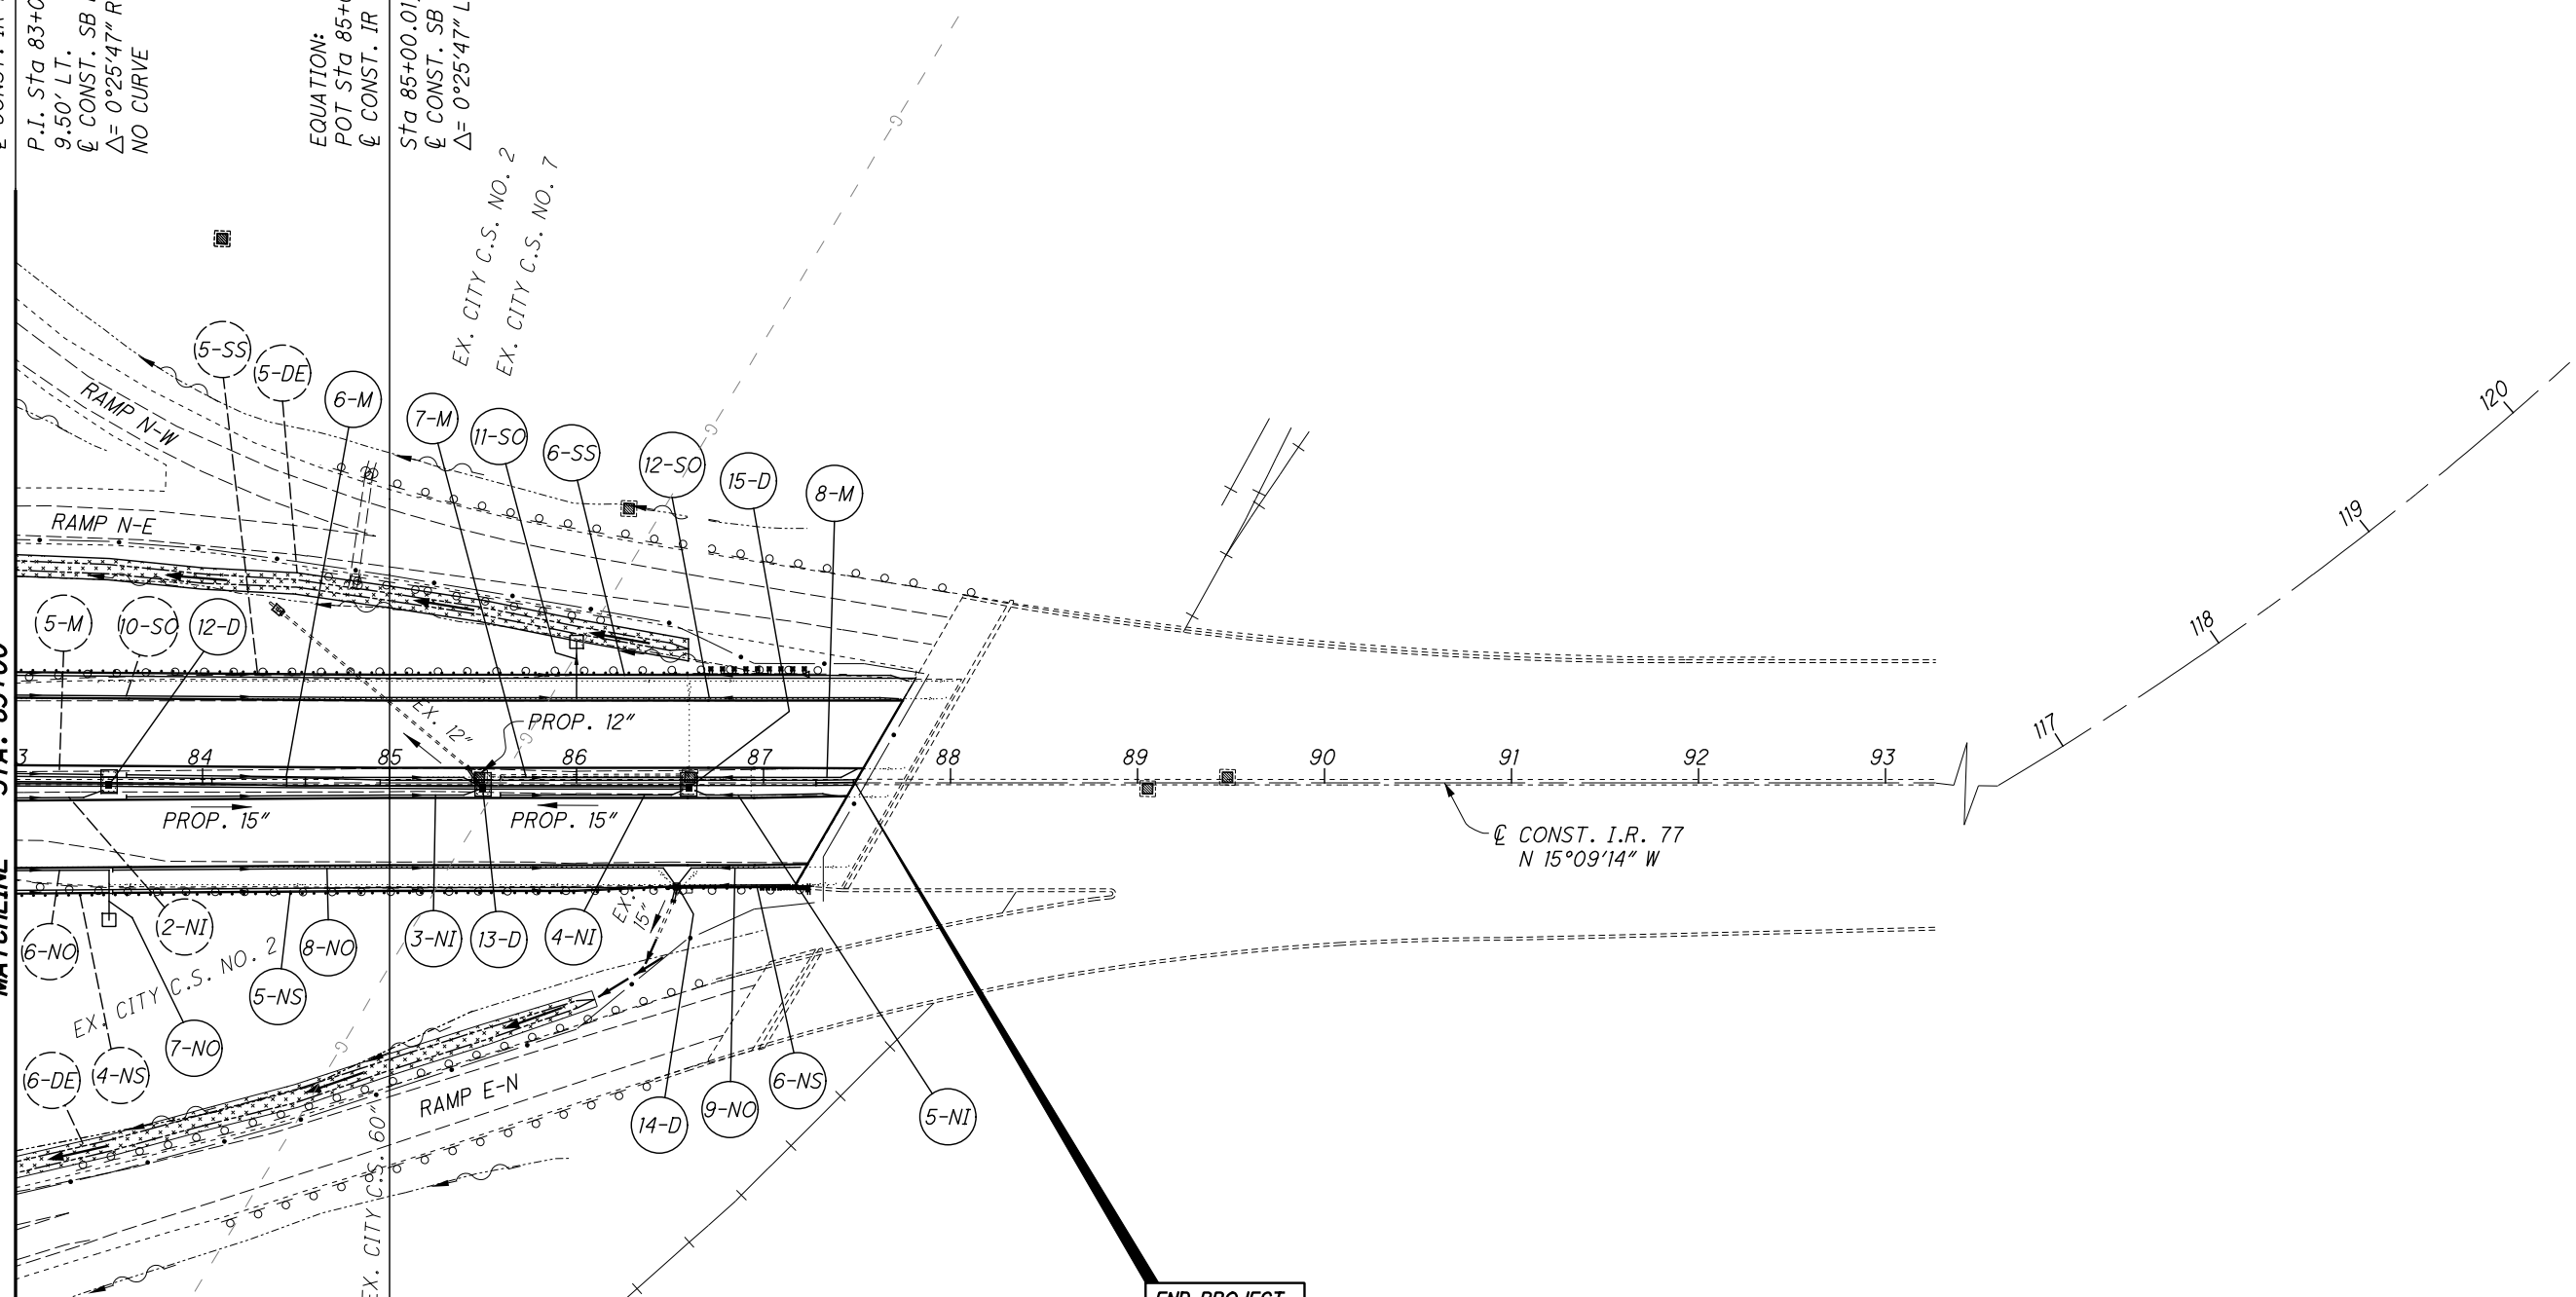 P.I. Sta 83+0
9.50' LT.
℄ CONST. SB
Δ= 0°25'47" R
NO CURVE
EQUATION:
POT Sta 85+0
℄ CONST. IR
Sta 85+00.01
℄ CONST. SB
Δ= 0°25'47" L
EX. CITY C.S. NO. 2
EX. CITY C.S. NO. 7
G
G
5-SS
5-DE
6-M
7-M
11-SO
6-SS
12-SO
15-D
8-M
RAMP N-W
RAMP N-E
5-M
10-SO
12-D
EX. 12"
PROP. 12"
G
3
84
85
86
87
88
89
90
91
92
93
117
118
119
120
PROP. 15"
PROP. 15"
℄ CONST. I.R. 77
N 15°09'14" W
6-NO
2-NI
8-NO
3-NI
13-D
4-NI
EX. 15"
EX. CITY C.S. NO. 2
5-NS
7-NO
G
6-DE
4-NS
RAMP E-N
14-D
9-NO
6-NS
5-NI
EX. CITY C.S. 60"
END PROJECT